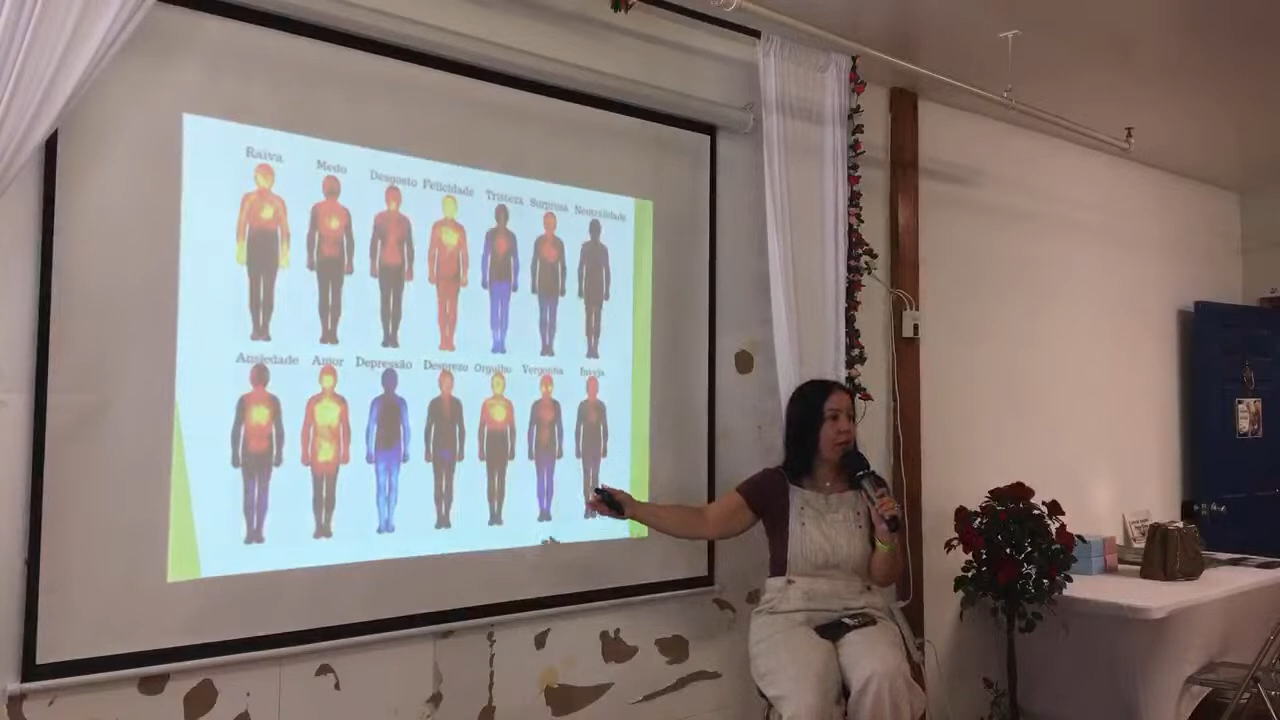 Raiva Medo Desgosto Felicidade Tristeza Surpresa Neutralidade
Ansiedade Amor Depressão Desprezo Orgulho Vergonha Inveja